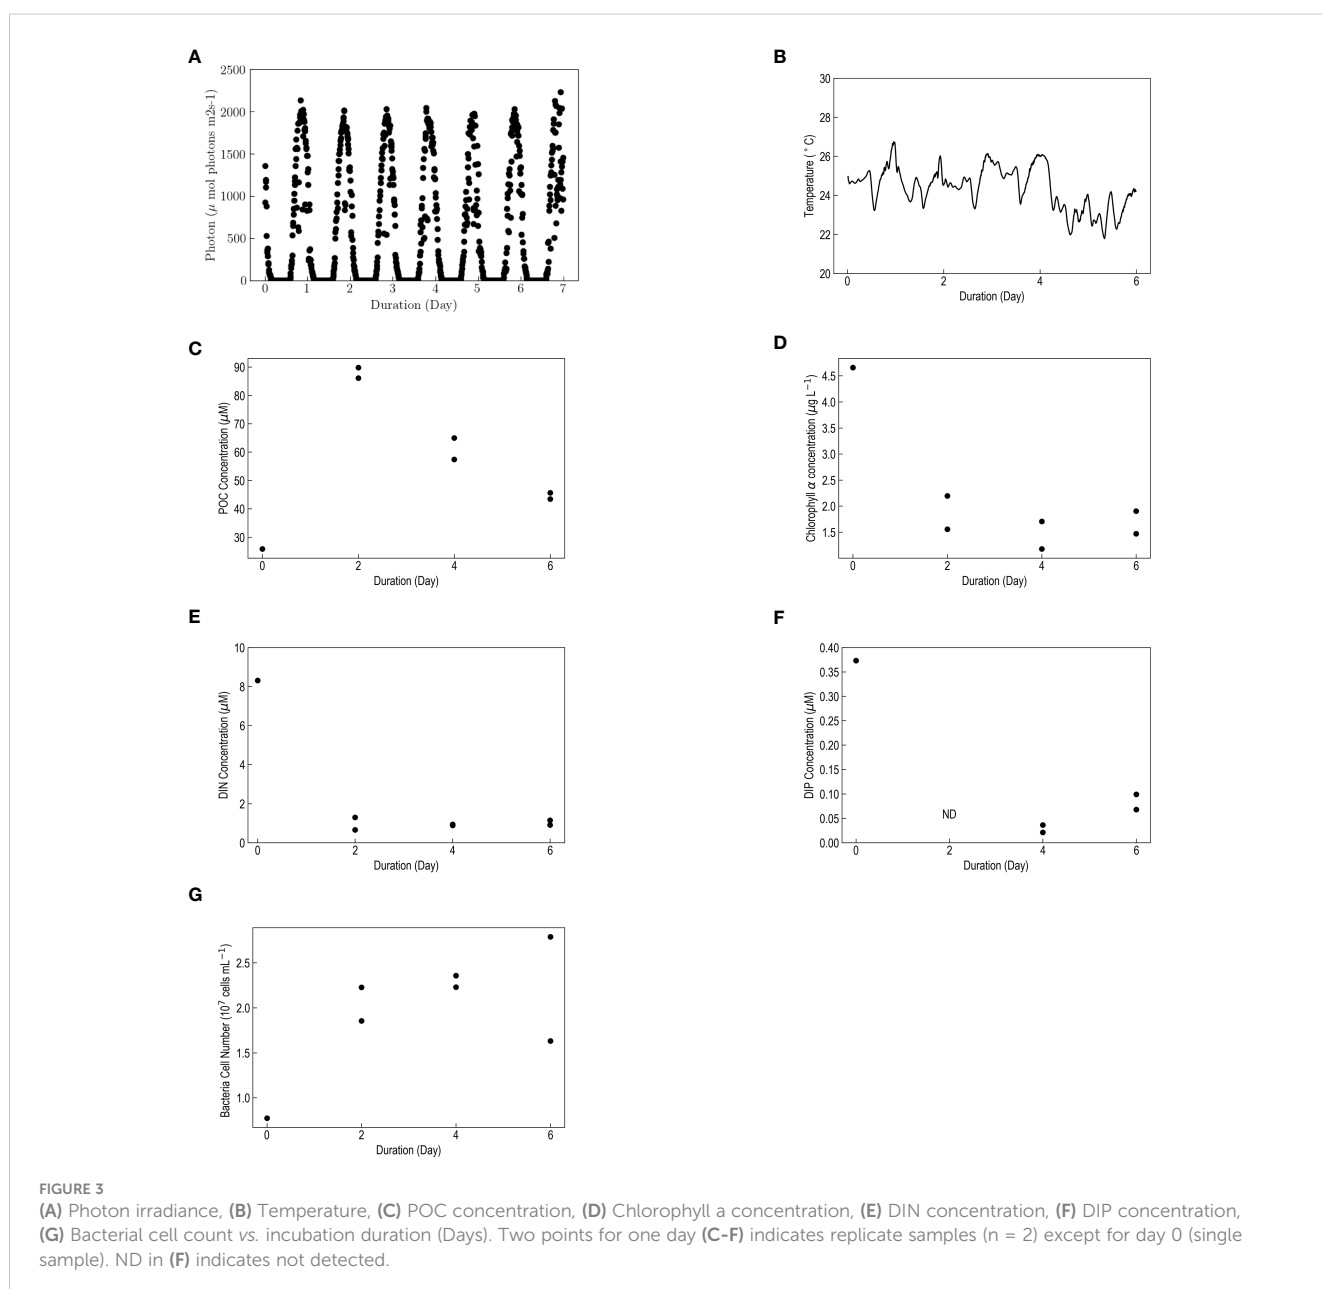 A
2500
2000
1500
1000
500
0
Photon (μ mol photons m2s-1)
0 1 2 3 4 5 6 7
Duration (Day)
B
30
28
26
24
22
20
Temperature ( ° C)
0 2 4 6
Duration (Day)
C
90
80
70
60
50
40
30
POC Concentration (μM)
0 2 4 6
Duration (Day)
D
4.5
4.0
3.5
3.0
2.5
2.0
1.5
Chlorophyll α concentration (μg L⁻¹)
0 2 4 6
Duration (Day)
E
10
8
6
4
2
0
DIN Concentration (μM)
0 2 4 6
Duration (Day)
F
0.40
0.35
0.30
0.25
0.20
0.15
0.10
0.05
0.00
DIP Concentration (μM)
ND
0 2 4 6
Duration (Day)
G
2.5
2.0
1.5
1.0
Bacteria Cell Number (10⁷ cells mL⁻¹)
0 2 4 6
Duration (Day)
FIGURE 3
(A) Photon irradiance, (B) Temperature, (C) POC concentration, (D) Chlorophyll a concentration, (E) DIN concentration, (F) DIP concentration,
(G) Bacterial cell count vs. incubation duration (Days). Two points for one day (C-F) indicates replicate samples (n = 2) except for day 0 (single
sample). ND in (F) indicates not detected.